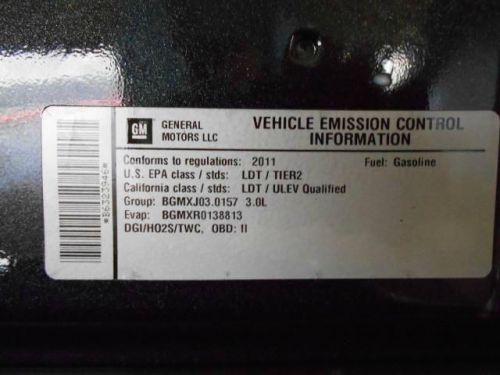 GM
GENERAL MOTORS LLC
VEHICLE EMISSION CONTROL INFORMATION
Conforms to regulations: 2011 Fuel: Gasoline
U.S. EPA class / stds: LDT / TIER2
California class / stds: LDT / ULEV Qualified
Group: BGMXJ03.0157 3.0L
Evap: BGMXR0138813
DGI/HO2S/TWC, OBD: II
*B6323946*